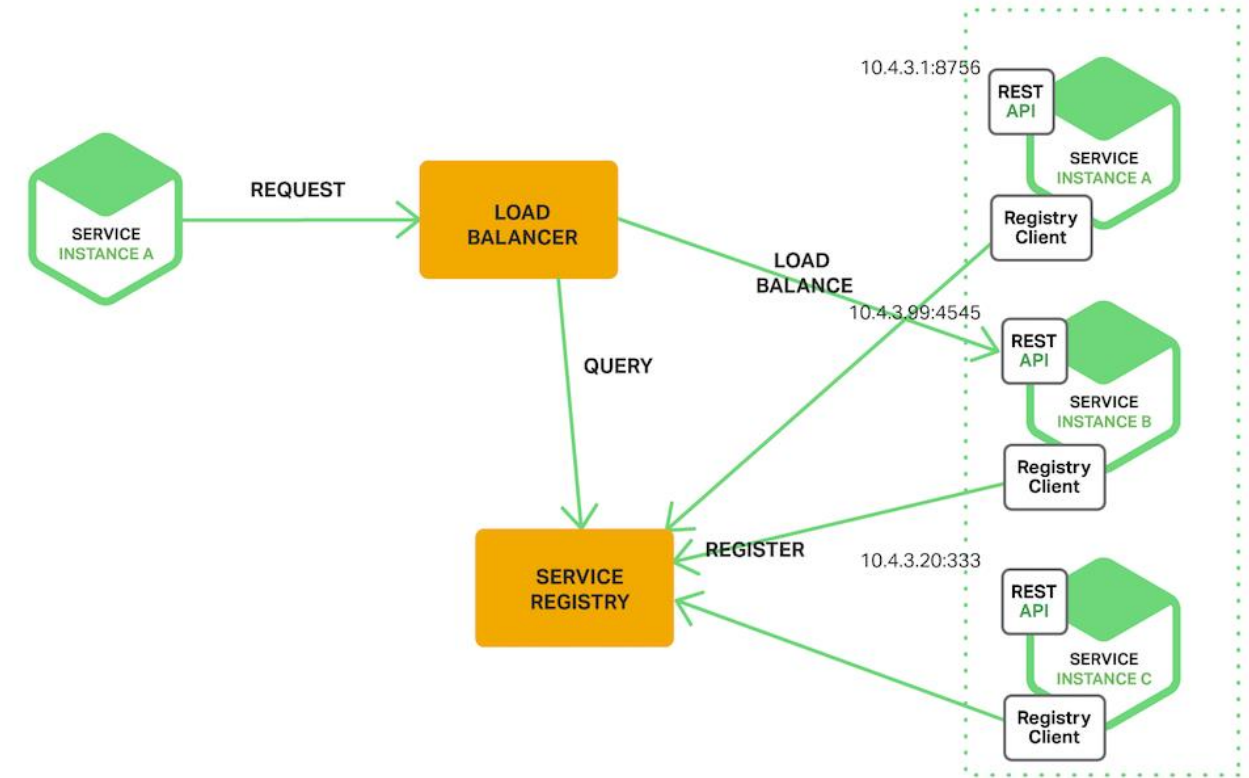 10.4.3.1:8756
REST
API
SERVICE
INSTANCE A
Registry
Client
REQUEST
SERVICE
INSTANCE A
LOAD
BALANCER
LOAD
BALANCE
10.4.3.99:4545
REST
API
SERVICE
INSTANCE B
Registry
Client
QUERY
REGISTER
SERVICE
REGISTRY
10.4.3.20:333
REST
API
SERVICE
INSTANCE C
Registry
Client